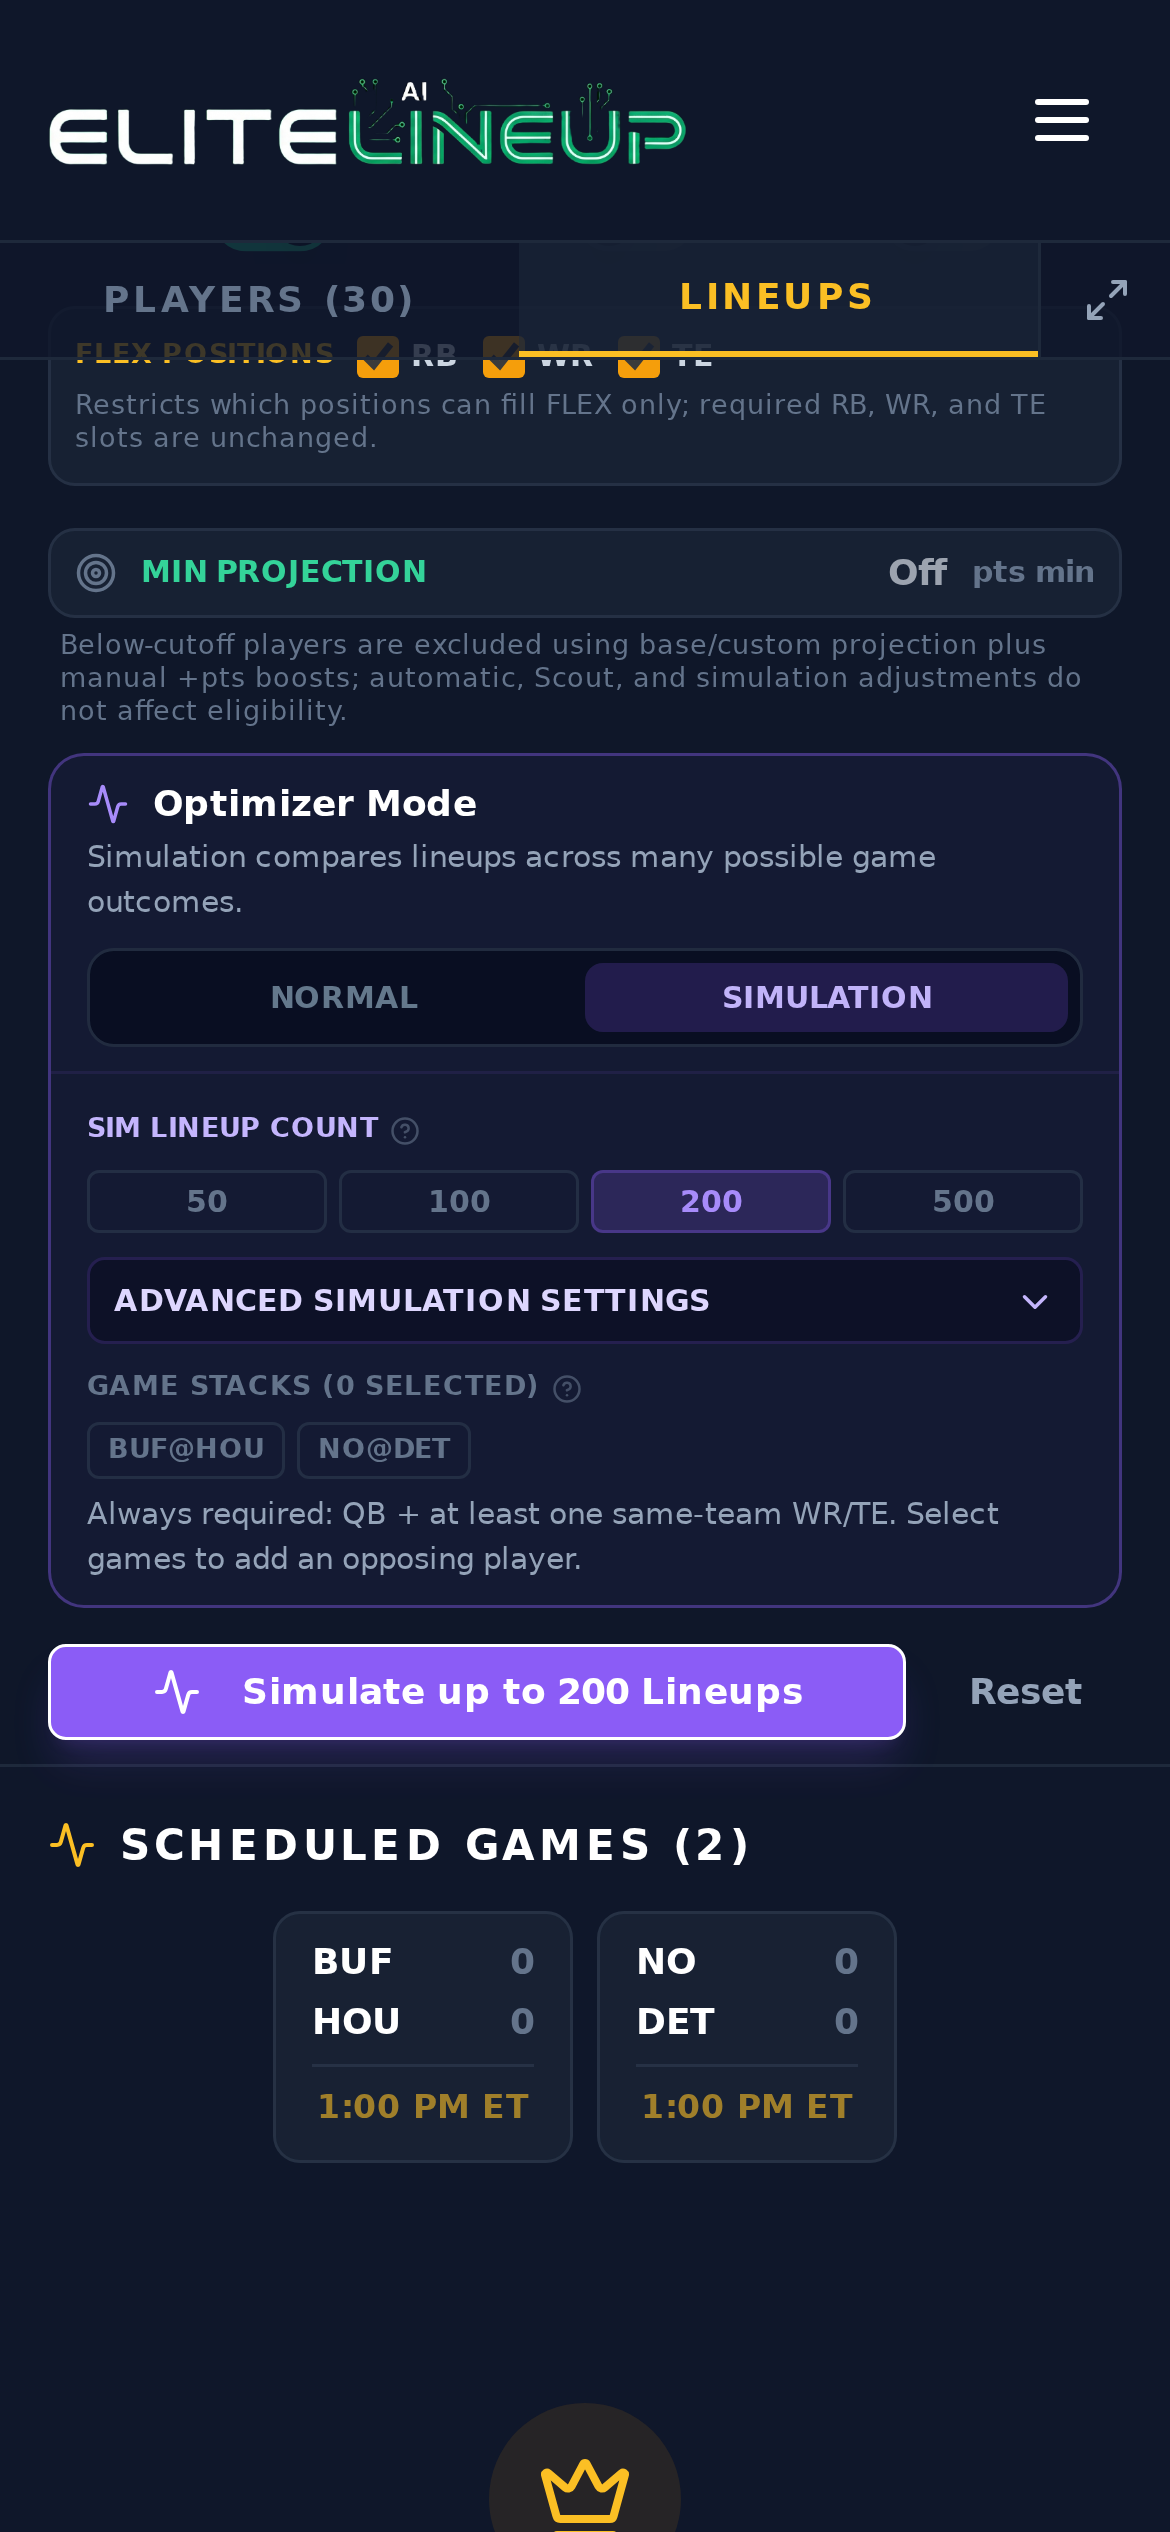 ELITE AI LINEUP
PLAYERS (30)
LINEUPS
FLEX POSITIONS RB WR TE
Restricts which positions can fill FLEX only; required RB, WR, and TE
slots are unchanged.
MIN PROJECTION
Off pts min
Below-cutoff players are excluded using base/custom projection plus
manual +pts boosts; automatic, Scout, and simulation adjustments do
not affect eligibility.
Optimizer Mode
Simulation compares lineups across many possible game
outcomes.
NORMAL
SIMULATION
SIM LINEUP COUNT ?
50
100
200
500
ADVANCED SIMULATION SETTINGS
GAME STACKS (0 SELECTED) ?
BUF@HOU
NO@DET
Always required: QB + at least one same-team WR/TE. Select
games to add an opposing player.
Simulate up to 200 Lineups
Reset
SCHEDULED GAMES (2)
BUF 0
HOU 0
1:00 PM ET
NO 0
DET 0
1:00 PM ET